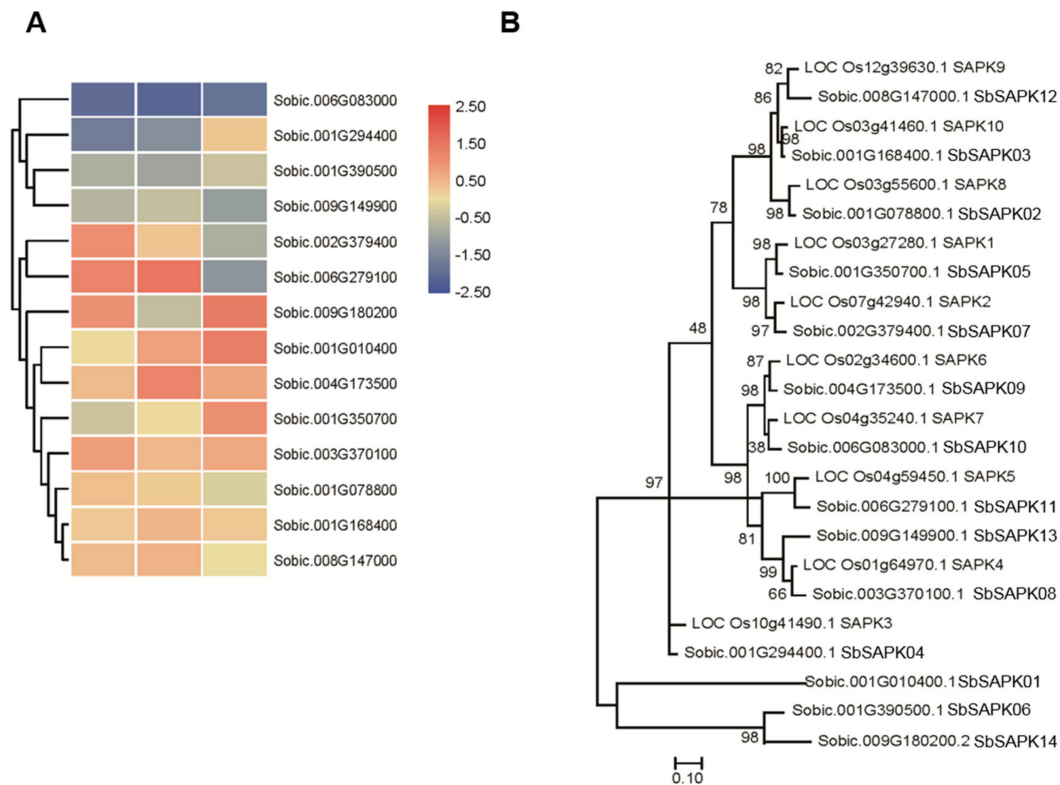 A
Sobic.006G083000
Sobic.001G294400
Sobic.001G390500
Sobic.009G149900
Sobic.002G379400
Sobic.006G279100
Sobic.009G180200
Sobic.001G010400
Sobic.004G173500
Sobic.001G350700
Sobic.003G370100
Sobic.001G078800
Sobic.001G168400
Sobic.008G147000
2.50
1.50
0.50
-0.50
-1.50
-2.50
B
82 LOC Os12g39630.1 SAPK9
86 Sobic.008G147000.1 SbSAPK12
LOC Os03g41460.1 SAPK10
98 98
Sobic.001G168400.1 SbSAPK03
LOC Os03g55600.1 SAPK8
98 Sobic.001G078800.1 SbSAPK02
78
98 LOC Os03g27280.1 SAPK1
Sobic.001G350700.1 SbSAPK05
98 LOC Os07g42940.1 SAPK2
97 Sobic.002G379400.1 SbSAPK07
48
87 LOC Os02g34600.1 SAPK6
98 Sobic.004G173500.1 SbSAPK09
LOC Os04g35240.1 SAPK7
38 Sobic.006G083000.1 SbSAPK10
97 98 100 LOC Os04g59450.1 SAPK5
Sobic.006G279100.1 SbSAPK11
81 Sobic.009G149900.1 SbSAPK13
99 LOC Os01g64970.1 SAPK4
66 Sobic.003G370100.1 SbSAPK08
LOC Os10g41490.1 SAPK3
Sobic.001G294400.1 SbSAPK04
Sobic.001G010400.1 SbSAPK01
Sobic.001G390500.1 SbSAPK06
98 Sobic.009G180200.2 SbSAPK14
0.10